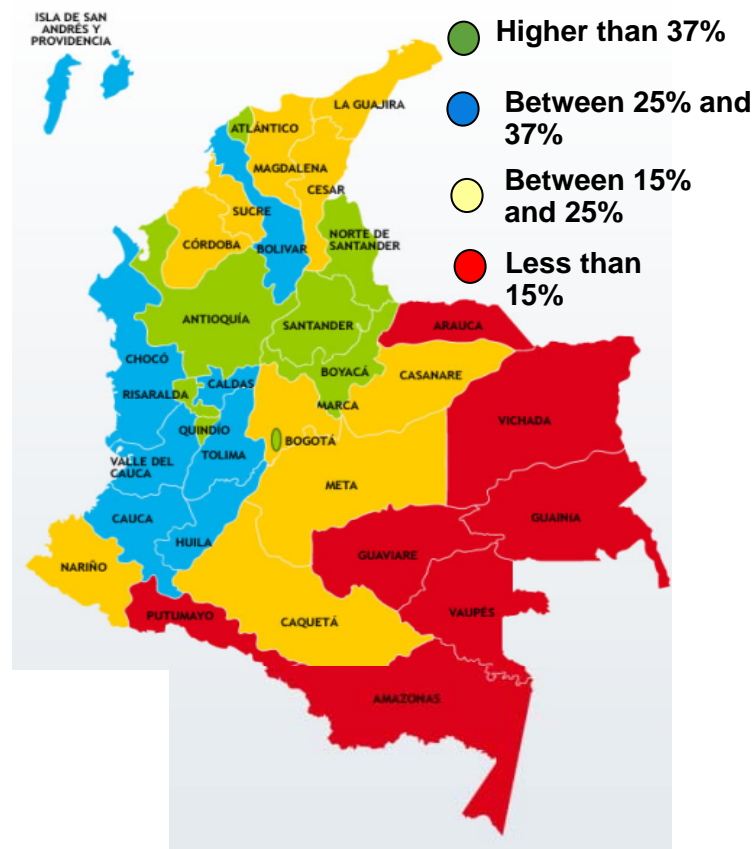 ISLA DE SAN
ANDRÉS Y
PROVIDENCIA
Higher than 37%
LA GUAJIRA
Between 25% and
37%
ATLÁNTICO
MAGDALENA
CESAR
Between 15%
and 25%
SUCRE
NORTE DE
SANTANDER
CÓRDOBA
BOLIVAR
Less than
15%
ANTIOQUÍA
SANTANDER
ARAUCA
CHOCÓ
BOYACÁ
CASANARE
RISARALDA
CALDAS
MARCA
VICHADA
QUINDIO
BOGOTÁ
VALLE DEL
CAUCA
TOLIMA
META
CAUCA
GUAINIA
HUILA
GUAVIARE
NARIÑO
VAUPÉS
PUTUMAYO
CAQUETÁ
AMAZONAS